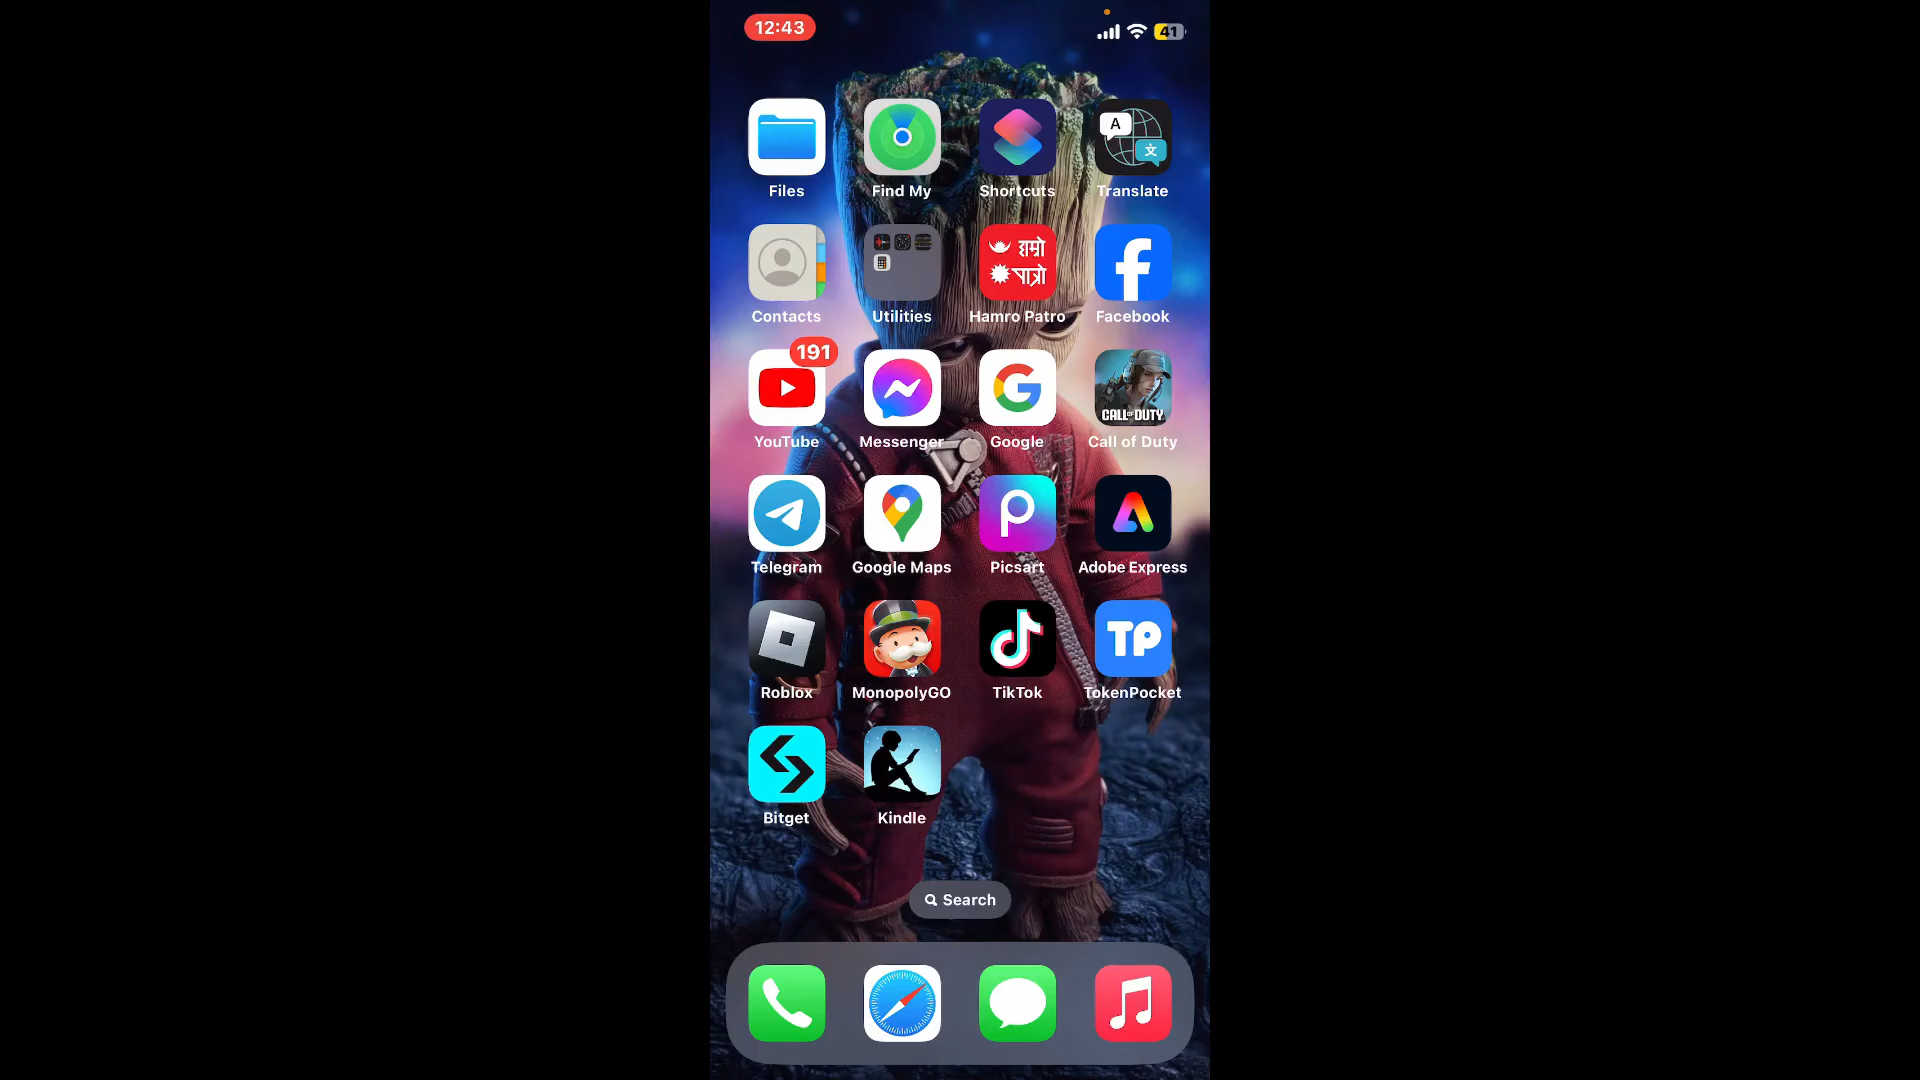 12:43
41
A
文
Files
Find My
Shortcuts
Translate
हाम्रो
पात्रो
Contacts
Utilities
Hamro Patro
Facebook
191
CALL OF DUTY
YouTube
Messenger
Google
Call of Duty
Telegram
Google Maps
Picsart
Adobe Express
TP
Roblox
MonopolyGO
TikTok
TokenPocket
Bitget
Kindle
Search